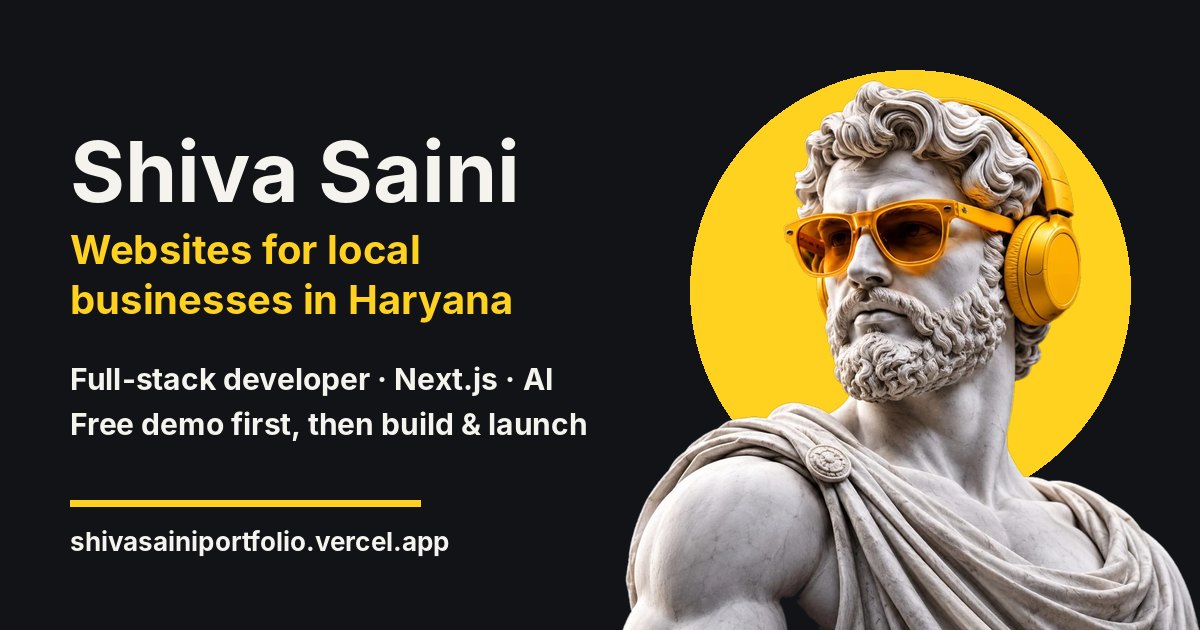 Shiva Saini
Websites for local
businesses in Haryana
Full-stack developer · Next.js · AI
Free demo first, then build & launch
shivasainiportfolio.vercel.app